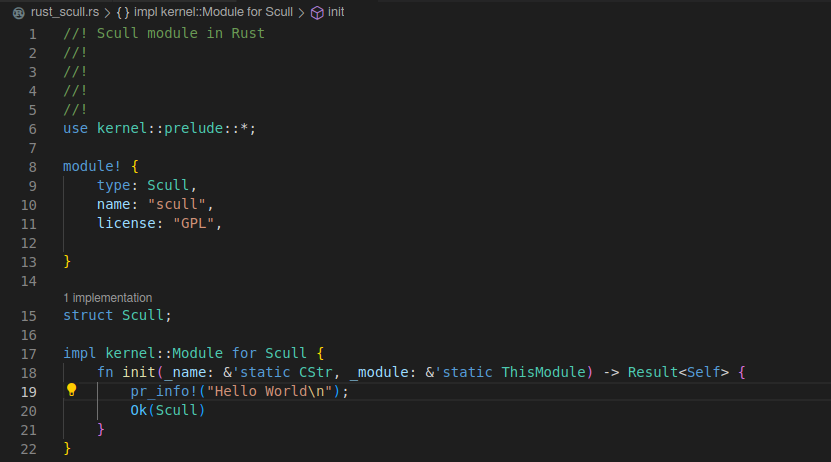 rust_scull.rs > {} impl kernel::Module for Scull > init
1 //! Scull module in Rust
2 //!
3 //!
4 //!
5 //!
6 use kernel::prelude::*;
7
8 module! {
9     type: Scull,
10     name: "scull",
11     license: "GPL",
12
13 }
14
1 implementation
15 struct Scull;
16
17 impl kernel::Module for Scull {
18     fn init(_name: &'static CStr, _module: &'static ThisModule) -> Result<Self> {
19         pr_info!("Hello World\n");
20         Ok(Scull)
21     }
22 }